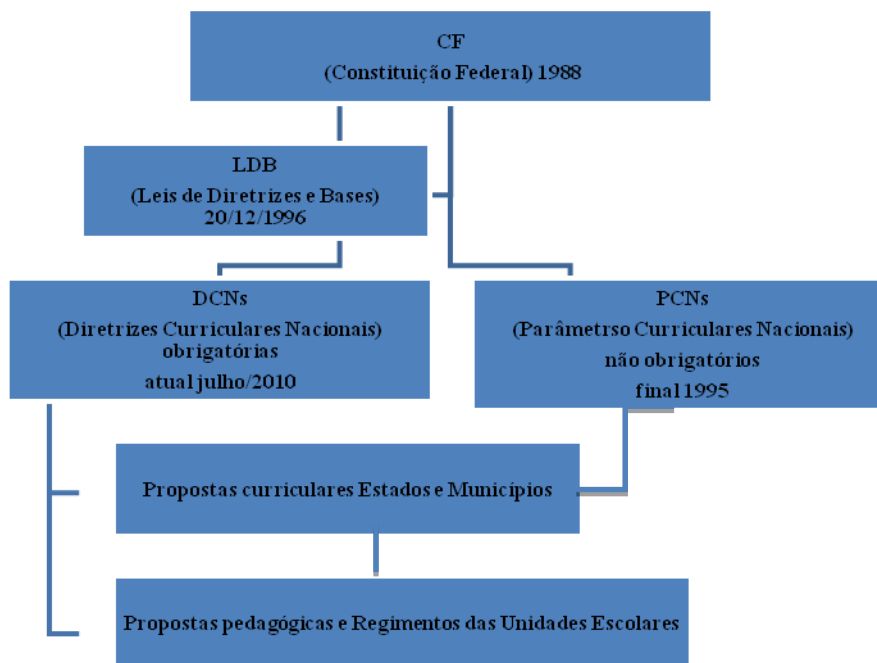 CF
(Constituição Federal) 1988
LDB
(Leis de Diretrizes e Bases)
20/12/1996
DCNs
(Diretrizes Curriculares Nacionais)
obrigatórias
atual julho/2010
PCNs
(Parâmetrso Curriculares Nacionais)
não obrigatórios
final 1995
Propostas curriculares Estados e Municípios
Propostas pedagógicas e Regimentos das Unidades Escolares